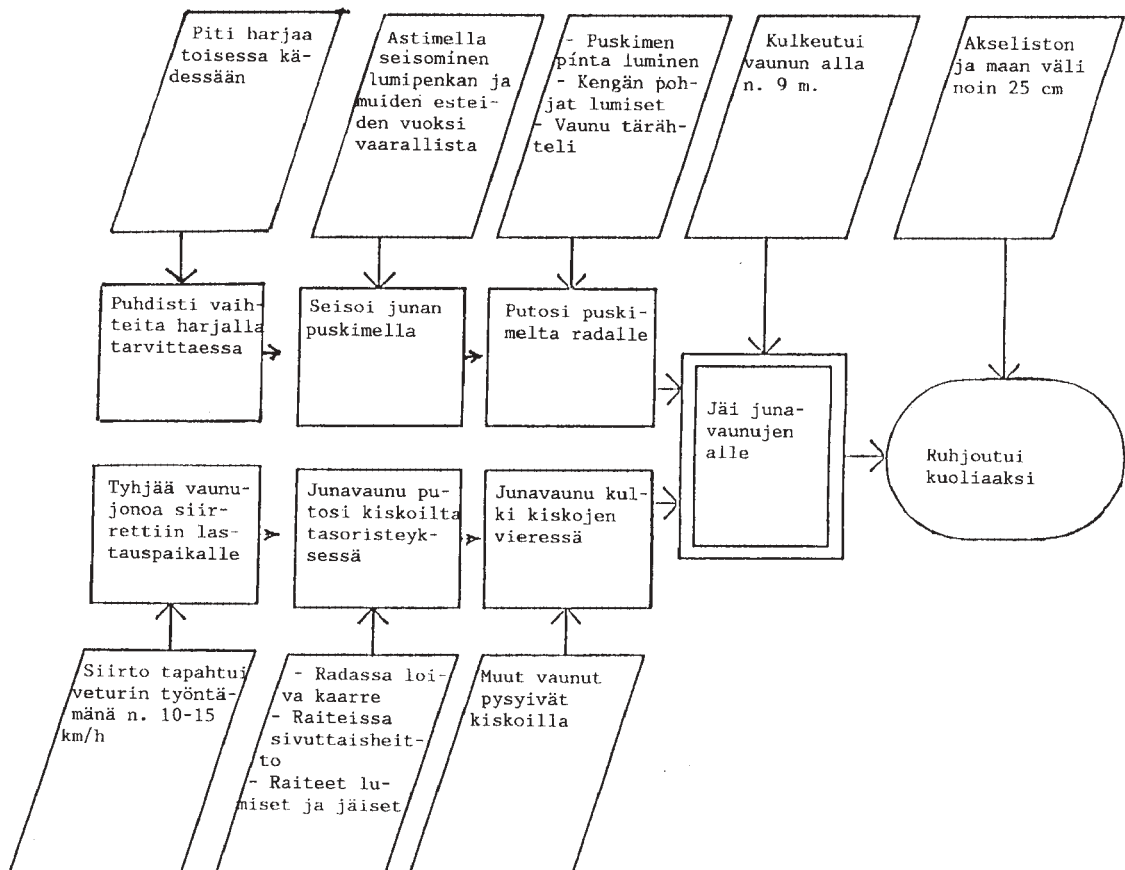 Piti harjaa
toisessa kä-
dessään
Astimella
seisominen
lumipenkan ja
muiden estei-
den vuoksi
vaarallista
- Puskimen
pinta luminen
- Kengän poh-
jat lumiset
- Vaunu täräh-
teli
Kulkeutui
vaunun alla
n. 9 m.
Akseliston
ja maan väli
noin 25 cm
Puhdisti vaih-
teita harjalla
tarvittaessa
Seisoi junan
puskimella
Putosi puski-
melta radalle
Jäi juna-
vaunujen
alle
Ruhjoutui
kuoliaaksi
Tyhjää vaunu-
jonoa siir-
rettiin las-
tauspaikalle
Junavaunu pu-
tosi kiskoilta
tasoristeyk-
sessä
Junavaunu kul-
ki kiskojen
vieressä
Siirto tapahtui
veturin työntä-
mänä n. 10-15
km/h
- Radassa loi-
va kaarre
- Raiteissa
sivuttaisheit-
to
- Raiteet lu-
miset ja jäiset
Muut vaunut
pysyivät
kiskoilla